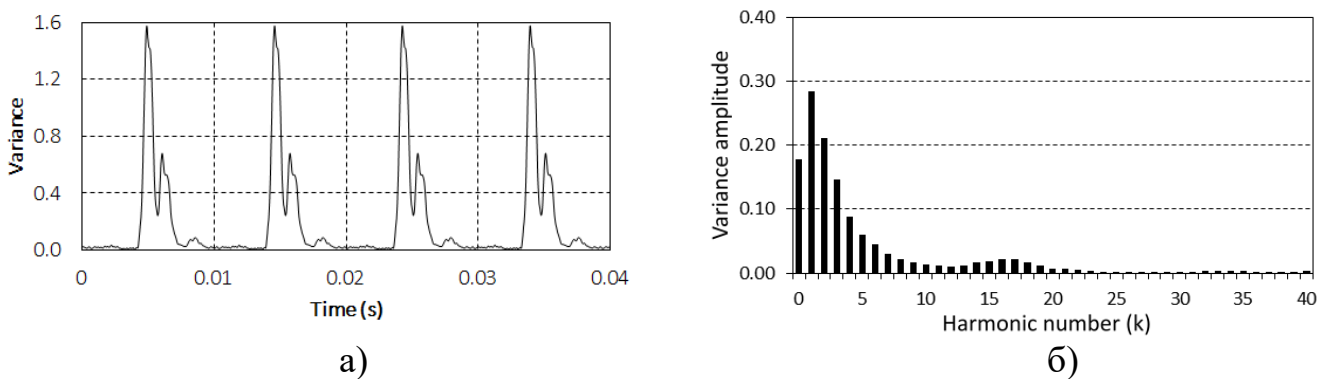 1.6
1.2
0.8
0.4
0.0
Variance
0 0.01 0.02 0.03 0.04
Time (s)
а)
0.40
0.30
0.20
0.10
0.00
Variance amplitude
0 5 10 15 20 25 30 35 40
Harmonic number (k)
б)